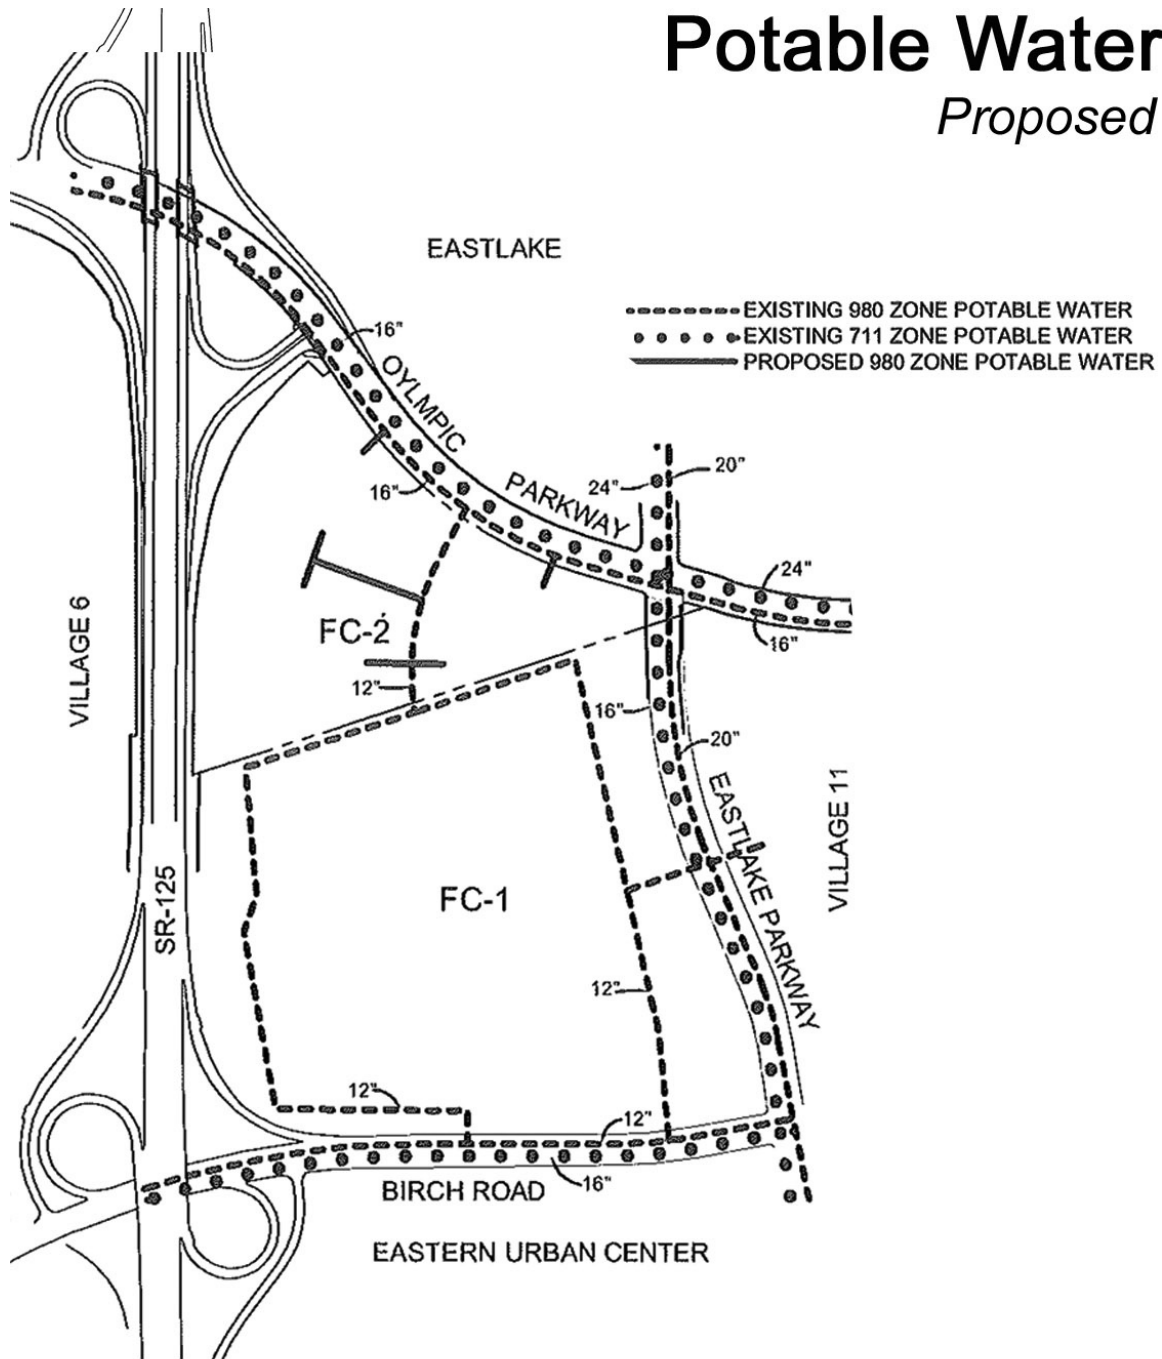 Potable Water
Proposed
EASTLAKE
EXISTING 980 ZONE POTABLE WATER
EXISTING 711 ZONE POTABLE WATER
PROPOSED 980 ZONE POTABLE WATER
16"
OYLMPIC
PARKWAY
16"
24"
20"
24"
16"
VILLAGE 6
FC-2
12"
16"
20"
EASTLAKE PARKWAY
VILLAGE 11
SR-125
FC-1
12"
12"
12"
16"
BIRCH ROAD
EASTERN URBAN CENTER